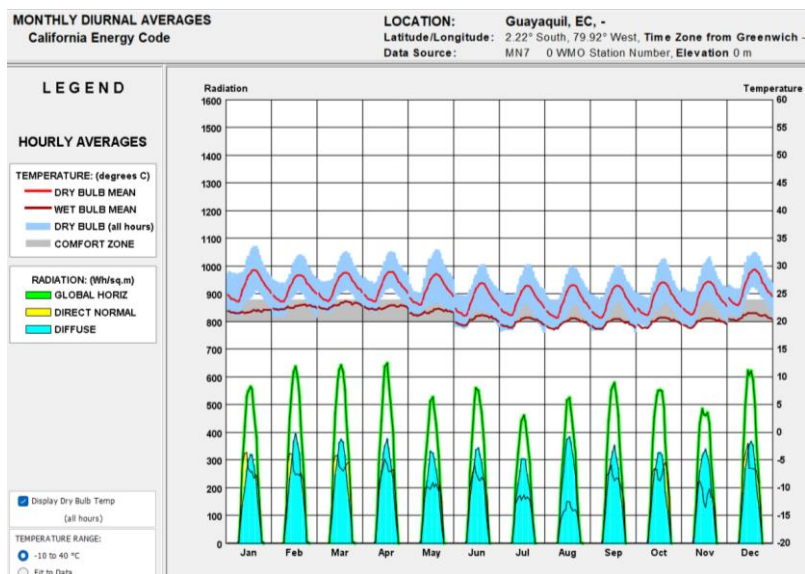 MONTHLY DIURNAL AVERAGES
California Energy Code
LOCATION: Guayaquil, EC, -
Latitude/Longitude: 2.22° South, 79.92° West, Time Zone from Greenwich -
Data Source: MN7 0 WMO Station Number, Elevation 0 m
LEGEND
HOURLY AVERAGES
TEMPERATURE: (degrees C)
DRY BULB MEAN
WET BULB MEAN
DRY BULB (all hours)
COMFORT ZONE
RADIATION: (Wh/sq.m)
GLOBAL HORIZ
DIRECT NORMAL
DIFFUSE
Display Dry Bulb Temp
(all hours)
TEMPERATURE RANGE:
-10 to 40 °C
Fit to Data
Radiation
Temperature
1600 60
1500 55
1400 50
1300 45
1200 40
1100 35
1000 30
900 25
800 20
700 15
600 10
500 5
400 0
300 -5
200 -10
100 -15
0 -20
Jan Feb Mar Apr May Jun Jul Aug Sep Oct Nov Dec